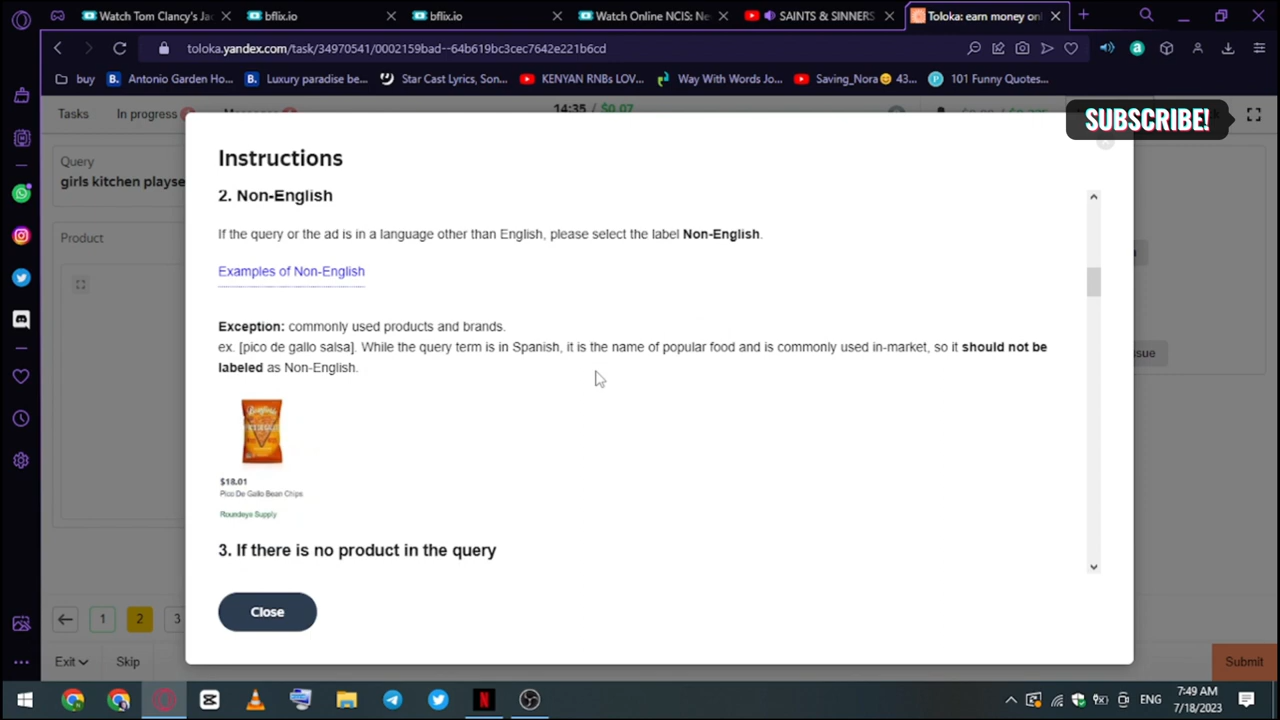 Watch Tom Clancy's Ja
bflix.io
bflix.io
Watch Online NCIS: Ne
SAINTS & SINNERS
Toloka: earn money onl
toloka.yandex.com/task/34970541/0002159bad--64b619bc3cec7642e221b6cd
buy
Antonio Garden Ho...
Luxury paradise be...
Star Cast Lyrics, Son...
KENYAN RNBs LOV...
Way With Words Jo...
Saving_Nora😊 43...
101 Funny Quotes...
Tasks
In progress
14:35 / $0.07
SUBSCRIBE!
Query
girls kitchen playse
Product
Instructions
2. Non-English
If the query or the ad is in a language other than English, please select the label Non-English.
Examples of Non-English
Exception: commonly used products and brands.
ex. [pico de gallo salsa]. While the query term is in Spanish, it is the name of popular food and is commonly used in-market, so it should not be
labeled as Non-English.
$18.01
Pico De Gallo Bean Chips
Roundeys Supply
3. If there is no product in the query
Close
ssue
1
2
3
Exit
Skip
Submit
ENG
7:49 AM
7/18/2023